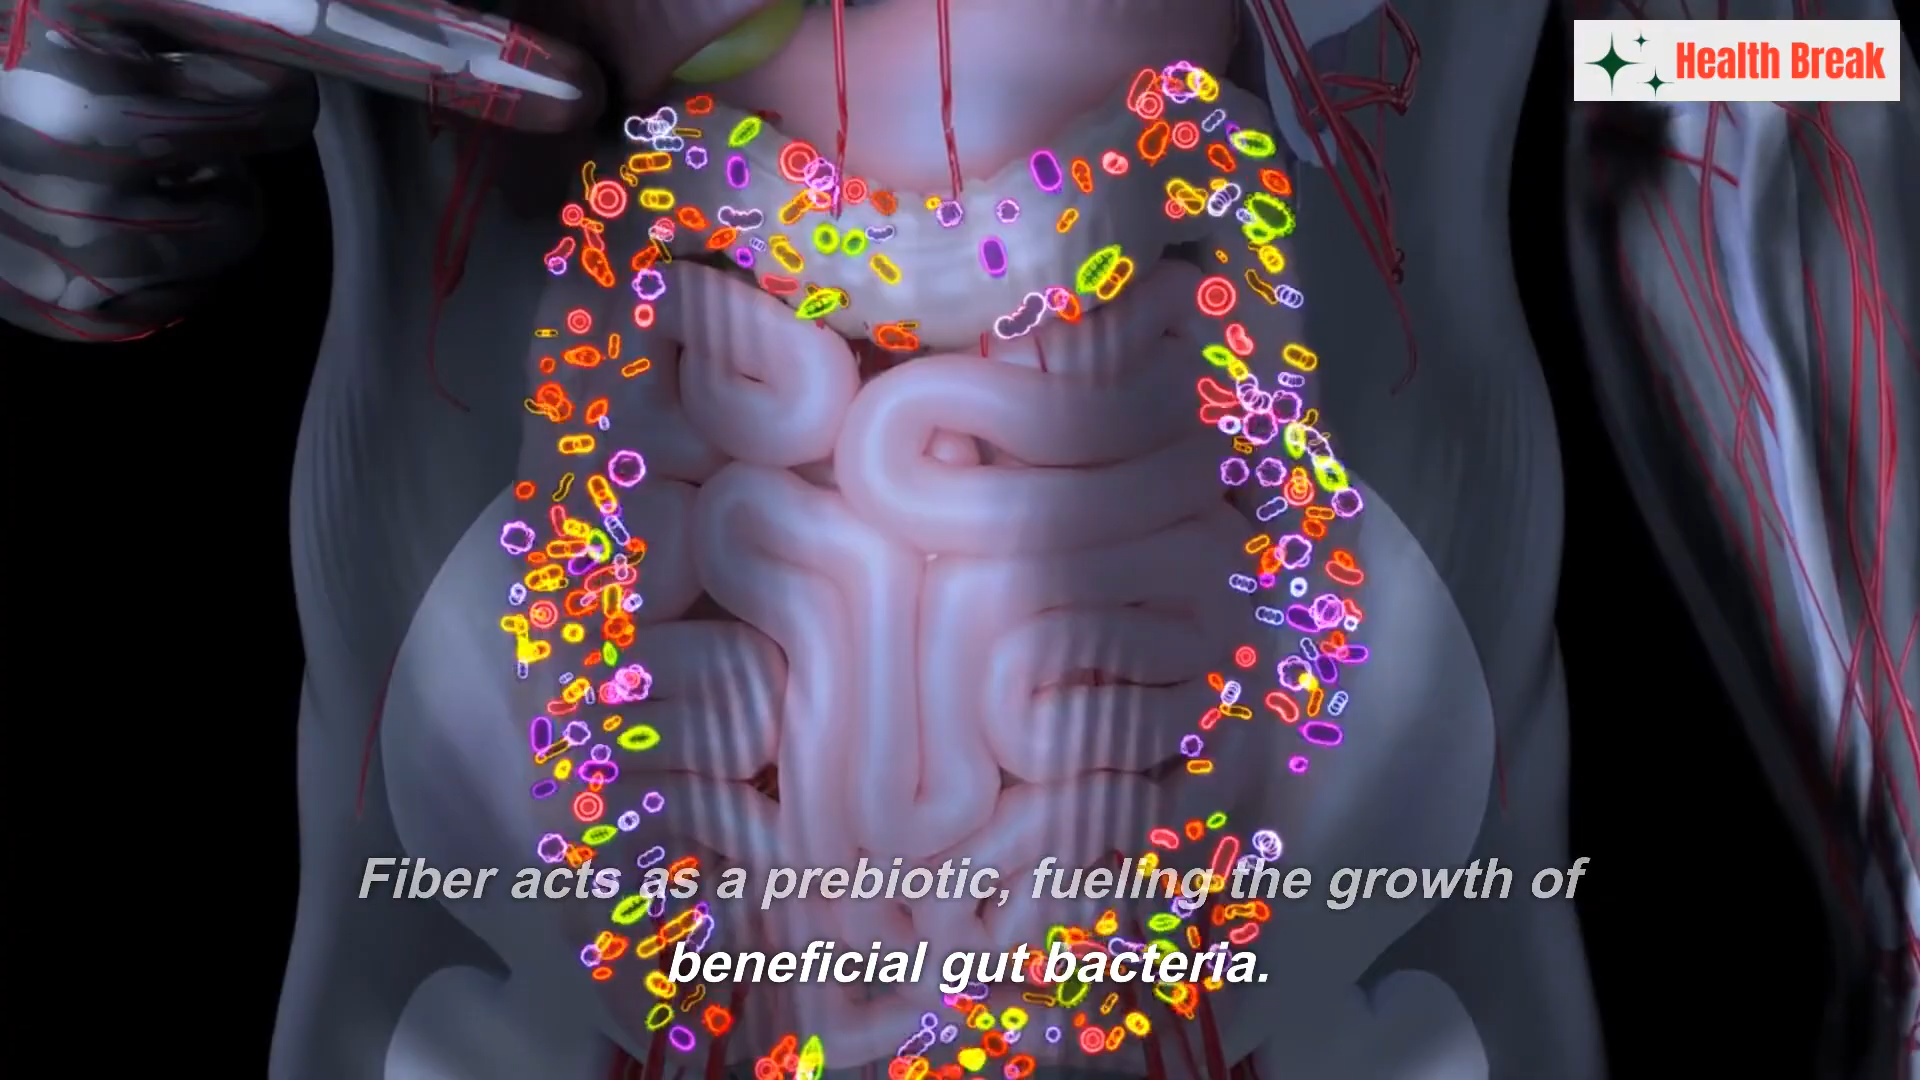 Health Break
Fiber acts as a prebiotic, fueling the growth of
beneficial gut bacteria.